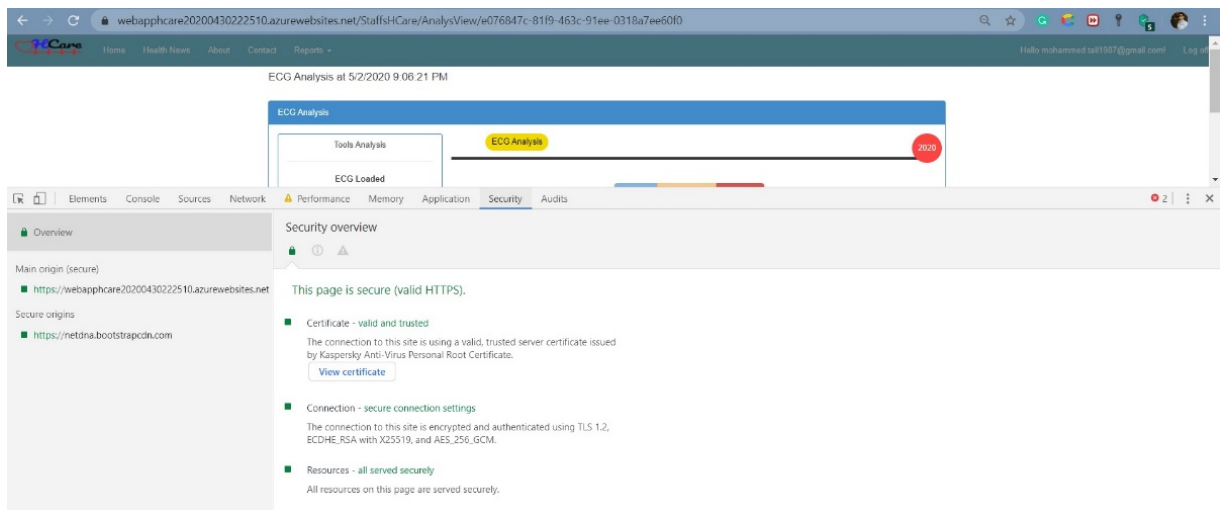 webapphcare20200430222510.azurewebsites.net/StaffsHCare/AnalysView/e076847c-81f9-463c-91ee-0318a7ee60f0
HCare Home Health News About Contact Reports
Hello mohammed.tall1987@gmail.com! Log off
ECG Analysis at 5/2/2020 9:06:21 PM
ECG Analysis
Tools Analysis
ECG Loaded
ECG Analysis
2020
Elements Console Sources Network Performance Memory Application Security Audits 2
Overview
Main origin (secure)
https://webapphcare20200430222510.azurewebsites.net
Secure origins
https://netdna.bootstrapcdn.com
Security overview
This page is secure (valid HTTPS).
Certificate - valid and trusted
The connection to this site is using a valid, trusted server certificate issued
by Kaspersky Anti-Virus Personal Root Certificate.
View certificate
Connection - secure connection settings
The connection to this site is encrypted and authenticated using TLS 1.2,
ECDHE_RSA with X25519, and AES_256_GCM.
Resources - all served securely
All resources on this page are served securely.